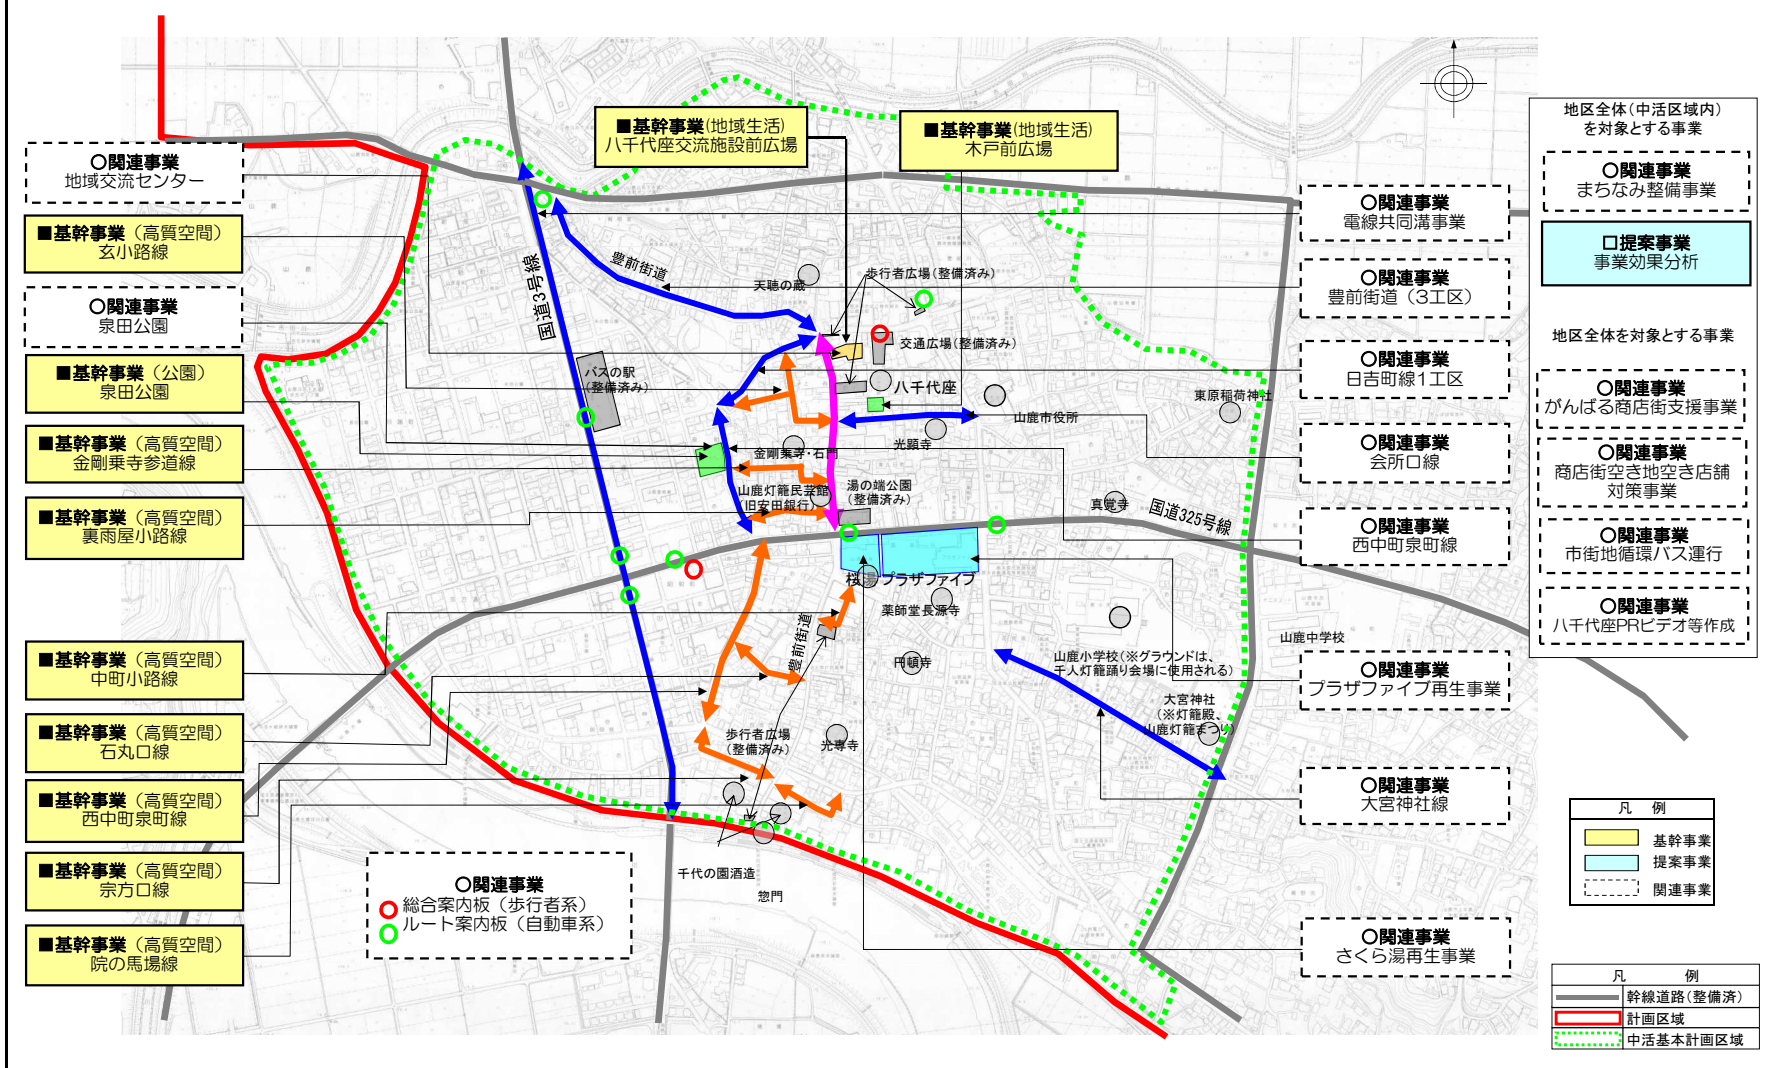 ■基幹事業(地域生活)
八千代座交流施設前広場
■基幹事業(地域生活)
木戸前広場
○関連事業
地域交流センター
■基幹事業（高質空間）
玄小路線
○関連事業
泉田公園
■基幹事業（公園）
泉田公園
■基幹事業（高質空間）
金剛乗寺参道線
■基幹事業（高質空間）
裏雨屋小路線
■基幹事業（高質空間）
中町小路線
■基幹事業（高質空間）
石丸口線
■基幹事業（高質空間）
西中町泉町線
■基幹事業（高質空間）
宗方口線
■基幹事業（高質空間）
院の馬場線
○関連事業
総合案内板（歩行者系）
ルート案内板（自動車系）
国道3号線
豊前街道
天聴の蔵
歩行者広場(整備済み)
交通広場(整備済み)
バスの駅
(整備済み)
八千代座
山鹿市役所
東原稲荷神社
光顕寺
金剛乗寺・石門
山鹿灯籠民芸館
(旧安田銀行)
湯の端公園
(整備済み)
真覚寺
国道325号線
桜湯
プラザファイブ
薬師堂長源寺
豊前街道
円頓寺
山鹿小学校(※グラウンドは、
千人灯籠踊り会場に使用される)
山鹿中学校
大宮神社
(※灯籠殿、
山鹿灯籠まつり)
歩行者広場
(整備済み)
光専寺
千代の園酒造
惣門
○関連事業
電線共同溝事業
○関連事業
豊前街道（3工区）
○関連事業
日吉町線1工区
○関連事業
会所口線
○関連事業
西中町泉町線
○関連事業
プラザファイブ再生事業
○関連事業
大宮神社線
○関連事業
さくら湯再生事業
地区全体(中活区域内)
を対象とする事業
○関連事業
まちなみ整備事業
□提案事業
事業効果分析
地区全体を対象とする事業
○関連事業
がんばる商店街支援事業
○関連事業
商店街空き地空き店舗
対策事業
○関連事業
市街地循環バス運行
○関連事業
八千代座PRビデオ等作成
凡　例
基幹事業
提案事業
関連事業
凡　例
幹線道路(整備済)
計画区域
中活基本計画区域